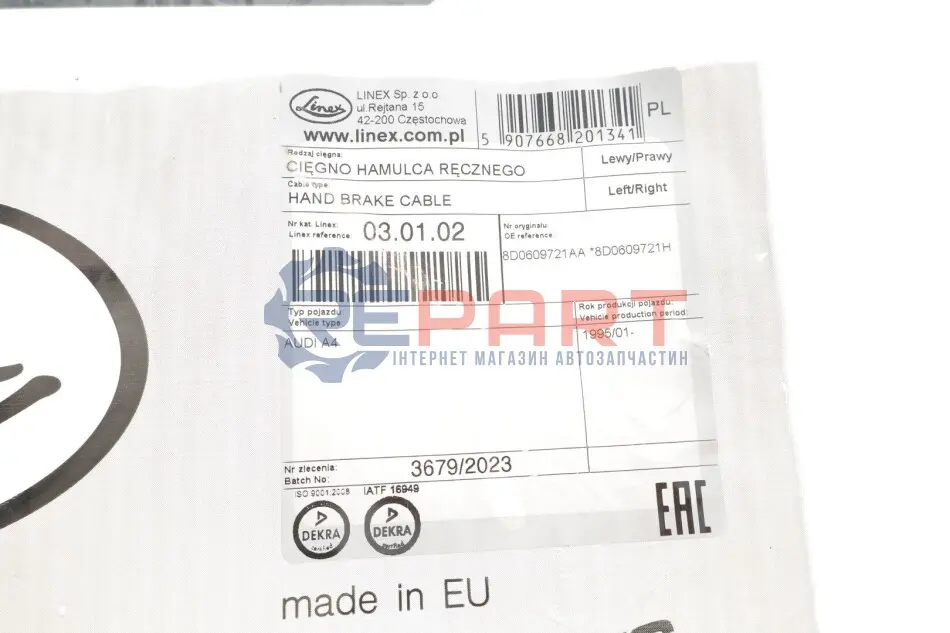 Linex
LINEX Sp. z o.o.
ul.Rejtana 15
42-200 Częstochowa
www.linex.com.pl
5 907668 201341
PL
Rodzaj cięgna:
CIĘGNO HAMULCA RĘCZNEGO
Lewy/Prawy
Cable type:
HAND BRAKE CABLE
Left/Right
Nr kat. Linex:
Linex reference
03.01.02
Nr oryginału
OE reference:
8D0609721AA *8D0609721H
REPART
ІНТЕРНЕТ МАГАЗИН АВТОЗАПЧАСТИН
Typ pojazdu:
Vehicle type:
AUDI A4
Rok produkcji pojazdu:
Vehicle production period:
1995/01-
Nr zlecenia:
Batch No:
3679/2023
ISO 9001:2008
IATF 16949
DEKRA
DEKRA
EAC
made in EU